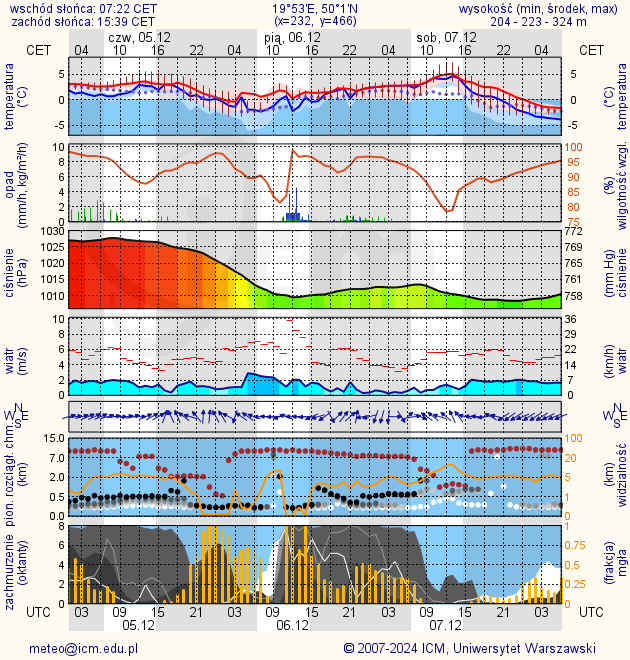 wschód słońca: 07:22 CET 19°53'E, 50°1'N wysokość (min, środek, max)
zachód słońca: 15:39 CET (x=232, y=466) 204 - 223 - 324 m
czw, 05.12 pią, 06.12 sob, 07.12
CET 04 10 16 22 04 10 16 22 04 10 16 22 04 CET
temperatura (°C) 5 0 -5 5 0 -5 (°C) temperatura
opad (mm/h, kg/m²/h) 10 8 6 4 2 0 100 95 90 85 80 75 (%) wilgotność wzgl.
ciśnienie (hPa) 1030 1025 1020 1015 1010 772 769 765 761 758 (mm Hg) ciśnienie
wiatr (m/s) 10 8 6 4 2 0 36 29 22 14 7 0 (km/h) wiatr
N W E S N W E S
pion. rozciągł. chm. (km) 15.0 7.0 2.0 0.5 0.2 0.0 100 20 5 1 0 0 (km) widzialność
zachmurzenie (oktanty) 8 6 4 2 0 1 0.75 0.5 0.25 0 (frakcja) mgła
UTC 03 09 15 21 03 09 15 21 03 09 15 21 03 UTC
05.12 06.12 07.12
meteo@icm.edu.pl © 2007-2024 ICM, Uniwersytet Warszawski